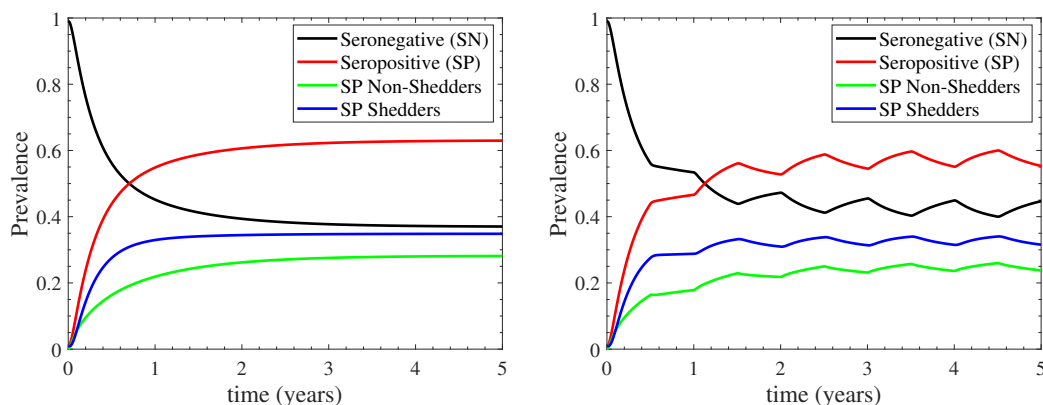 1
0.8
0.6
0.4
0.2
0
Prevalence
Seronegative (SN)
Seropositive (SP)
SP Non-Shedders
SP Shedders
0 1 2 3 4 5
time (years)
1
0.8
0.6
0.4
0.2
0
Prevalence
Seronegative (SN)
Seropositive (SP)
SP Non-Shedders
SP Shedders
0 1 2 3 4 5
time (years)